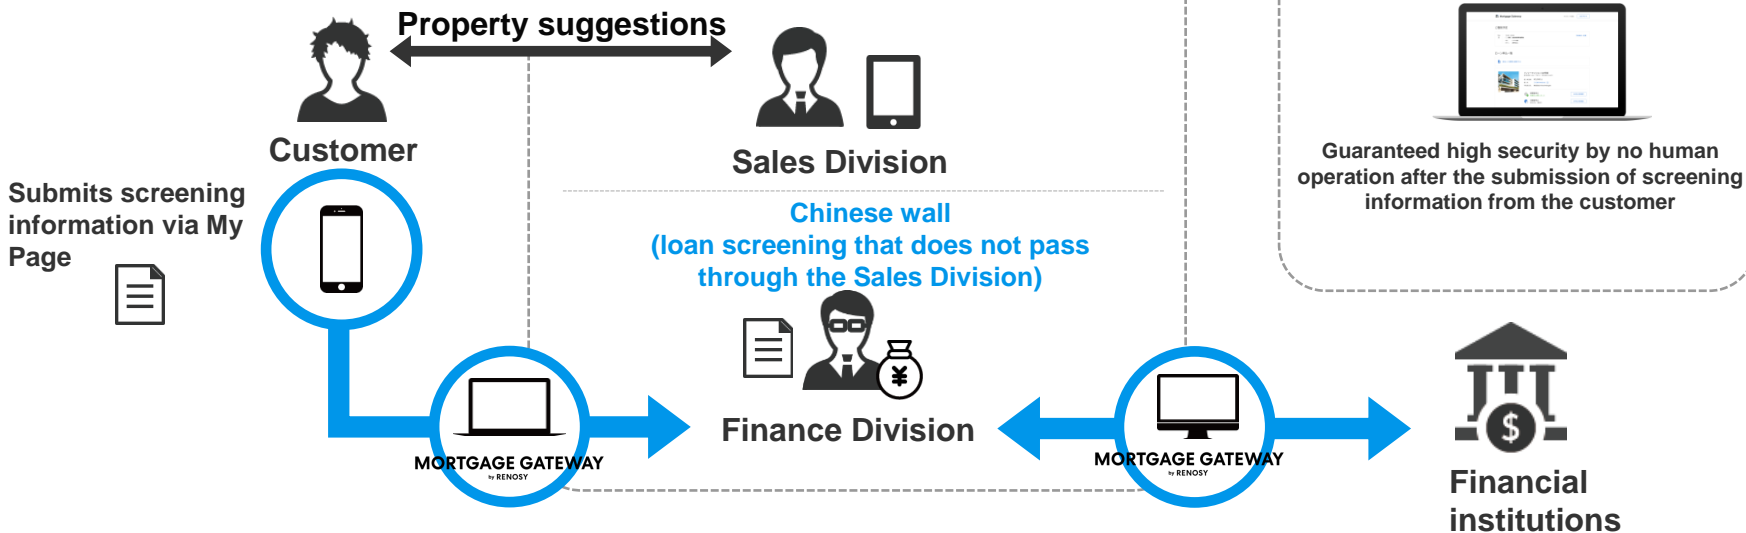 Property suggestions
Customer
Sales Division
Submits screening
information via My
Page
Chinese wall
(loan screening that does not pass
through the Sales Division)
Guaranteed high security by no human
operation after the submission of screening
information from the customer
¥
Finance Division
MORTGAGE GATEWAY
by RENOSY
MORTGAGE GATEWAY
by RENOSY
$
Financial
institutions